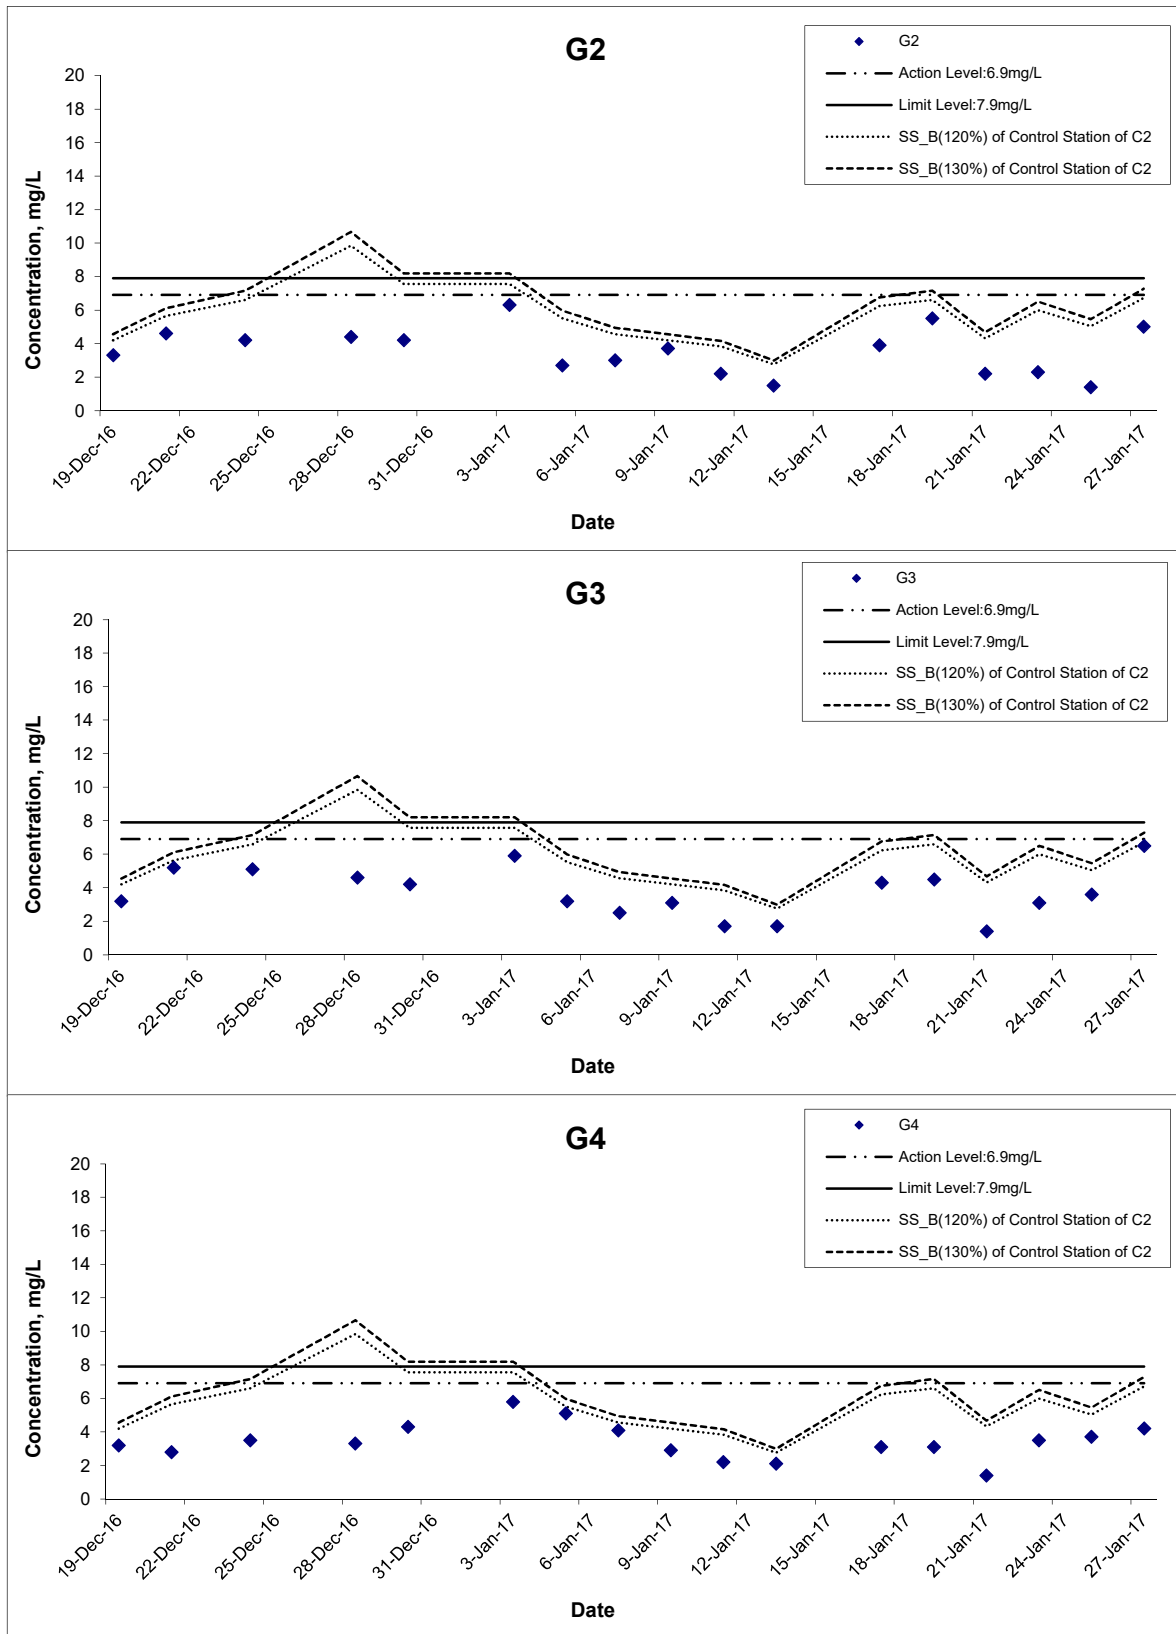 G2
G2
Action Level:6.9mg/L
Limit Level:7.9mg/L
SS_B(120%) of Control Station of C2
SS_B(130%) of Control Station of C2
Concentration, mg/L
20
18
16
14
12
10
8
6
4
2
0
19-Dec-16
22-Dec-16
25-Dec-16
28-Dec-16
31-Dec-16
3-Jan-17
6-Jan-17
9-Jan-17
12-Jan-17
15-Jan-17
18-Jan-17
21-Jan-17
24-Jan-17
27-Jan-17
Date
G3
G3
Action Level:6.9mg/L
Limit Level:7.9mg/L
SS_B(120%) of Control Station of C2
SS_B(130%) of Control Station of C2
Concentration, mg/L
20
18
16
14
12
10
8
6
4
2
0
19-Dec-16
22-Dec-16
25-Dec-16
28-Dec-16
31-Dec-16
3-Jan-17
6-Jan-17
9-Jan-17
12-Jan-17
15-Jan-17
18-Jan-17
21-Jan-17
24-Jan-17
27-Jan-17
Date
G4
G4
Action Level:6.9mg/L
Limit Level:7.9mg/L
SS_B(120%) of Control Station of C2
SS_B(130%) of Control Station of C2
Concentration, mg/L
20
18
16
14
12
10
8
6
4
2
0
19-Dec-16
22-Dec-16
25-Dec-16
28-Dec-16
31-Dec-16
3-Jan-17
6-Jan-17
9-Jan-17
12-Jan-17
15-Jan-17
18-Jan-17
21-Jan-17
24-Jan-17
27-Jan-17
Date